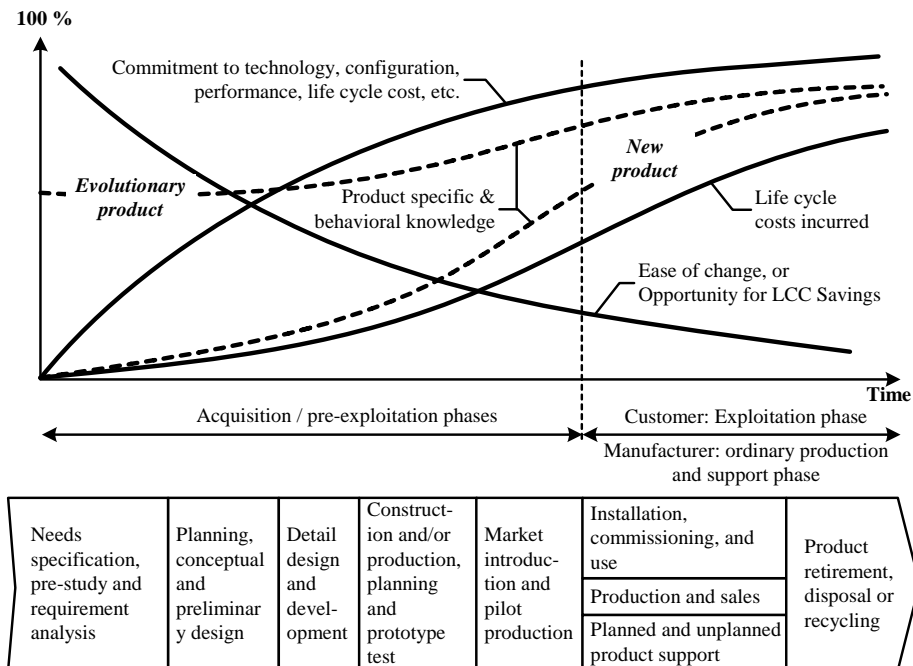 100 %
Commitment to technology, configuration,
performance, life cycle cost, etc.
Evolutionary
product
Product specific &
behavioral knowledge
New
product
Life cycle
costs incurred
Ease of change, or
Opportunity for LCC Savings
Time
Acquisition / pre-exploitation phases
Customer: Exploitation phase
Manufacturer: ordinary production
and support phase
Needs
specification,
pre-study and
requirement
analysis
Planning,
conceptual
and
preliminar
y design
Detail
design
and
devel-
opment
Construct-
ion and/or
production,
planning
and
prototype
test
Market
introduc-
tion and
pilot
production
Installation,
commissioning, and
use
Production and sales
Planned and unplanned
product support
Product
retirement,
disposal or
recycling